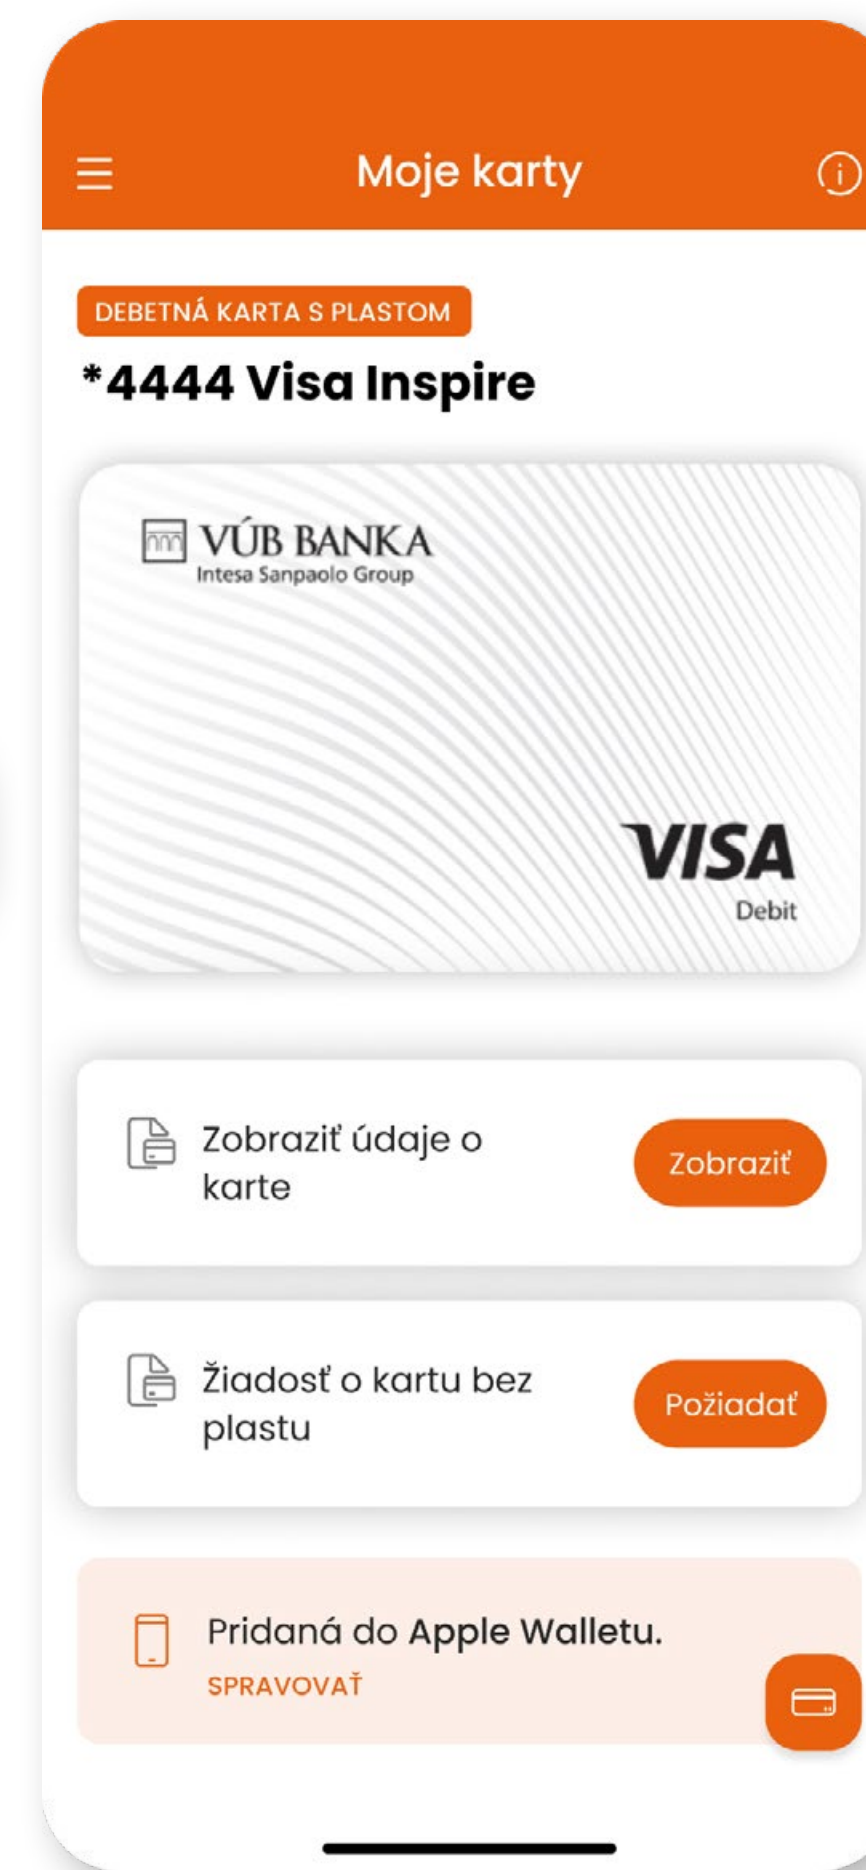 Moje karty
DEBETNÁ KARTA S PLASTOM
*4444 Visa Inspire
VÚB BANKA
Intesa Sanpaolo Group
VISA
Debit
Zobraziť údaje o
karte
Zobraziť
Žiadosť o kartu bez
plastu
Požiadať
Pridaná do Apple Walletu.
SPRAVOVAŤ